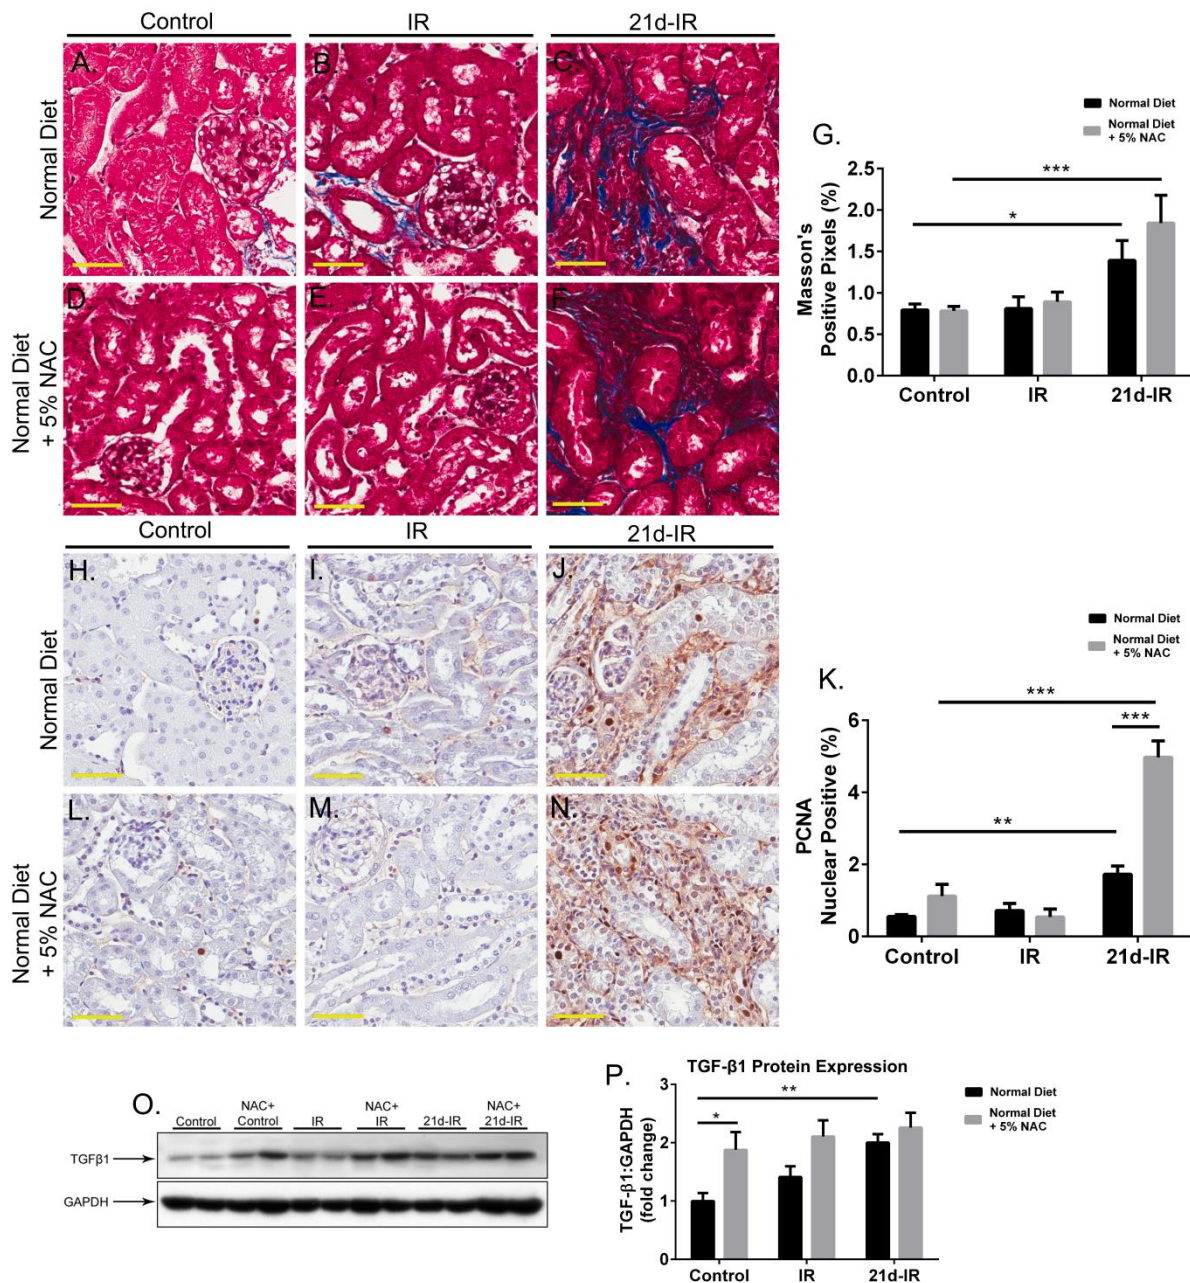 Control
IR
21d-IR
Normal Diet
A.
B.
C.
Normal Diet
+ 5% NAC
D.
E.
F.
G.
Normal Diet
Normal Diet
+ 5% NAC
Masson's
Positive Pixels (%)
2.5
2.0
1.5
1.0
0.5
0.0
*
***
Control
IR
21d-IR
Control
IR
21d-IR
Normal Diet
H.
I.
J.
Normal Diet
+ 5% NAC
L.
M.
N.
K.
Normal Diet
Normal Diet
+ 5% NAC
PCNA
Nuclear Positive (%)
6
4
2
0
***
***
**
Control
IR
21d-IR
O.
Control
NAC+
Control
IR
NAC+
IR
21d-IR
NAC+
21d-IR
TGFβ1
GAPDH
P.
TGF-β1 Protein Expression
Normal Diet
Normal Diet
+ 5% NAC
TGF-β1:GAPDH
(fold change)
3
2
1
0
**
*
Control
IR
21d-IR